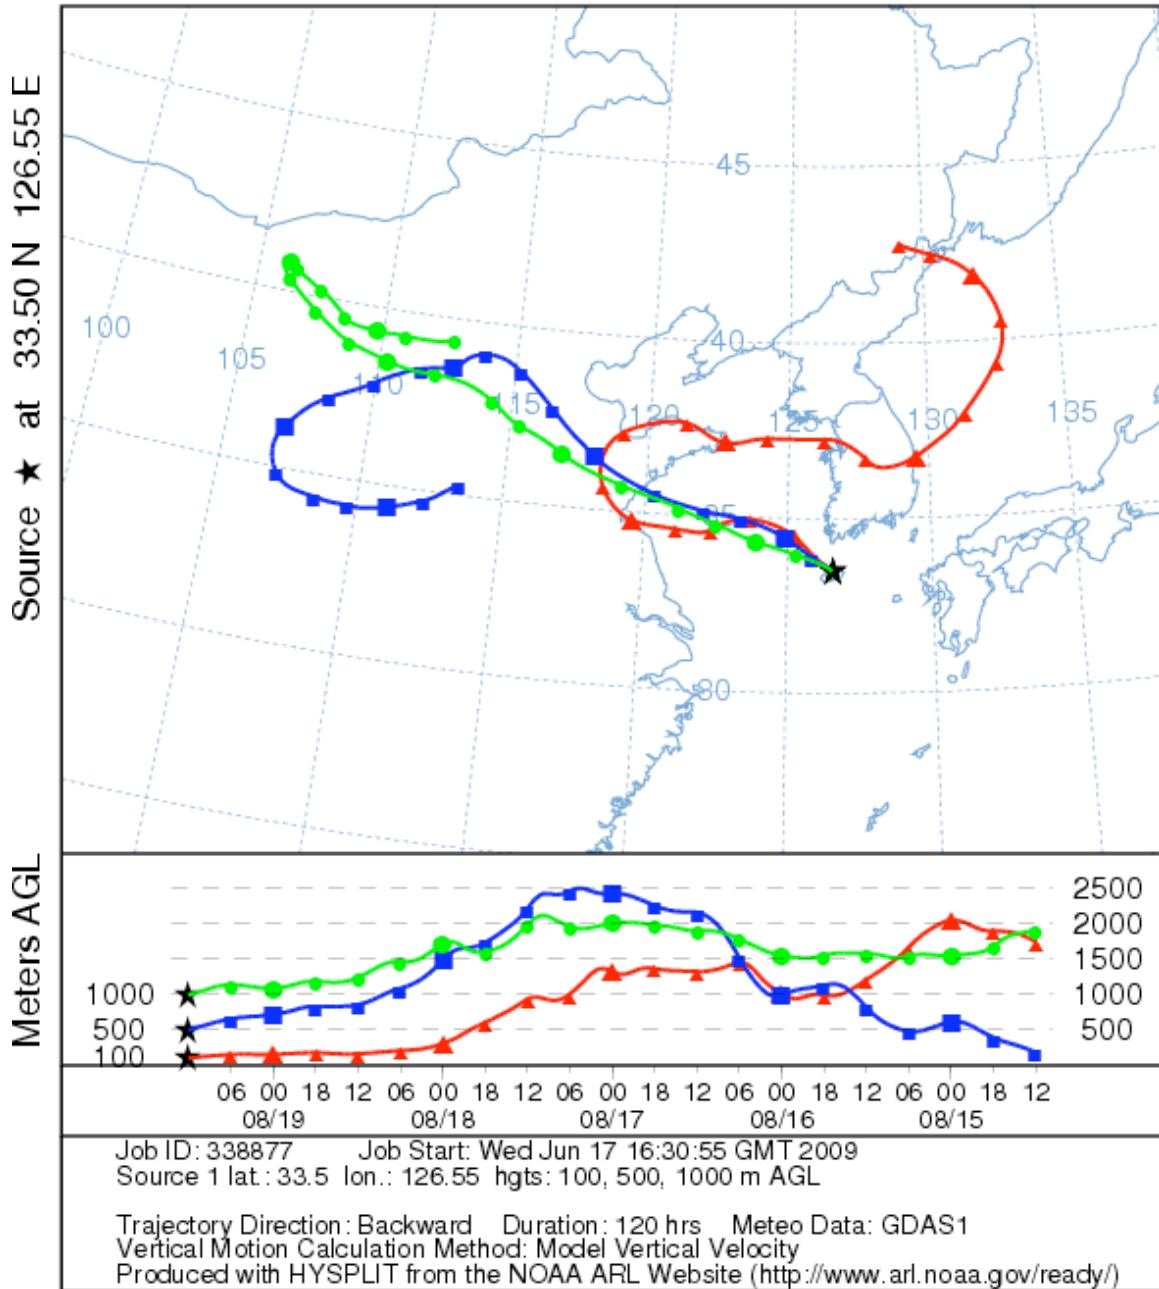 Source ★ at 33.50 N 126.55 E
45
100
40
105
110
115
120
125
130
135
35
30
Meters AGL
2500
2000
1500
1000 1000
500 500
100
06 00 18 12 06 00 18 12 06 00 18 12 06 00 18 12 06 00 18 12
08/19 08/18 08/17 08/16 08/15
Job ID: 338877 Job Start: Wed Jun 17 16:30:55 GMT 2009
Source 1 lat.: 33.5 lon.: 126.55 hgts: 100, 500, 1000 m AGL
Trajectory Direction: Backward Duration: 120 hrs Meteo Data: GDAS1
Vertical Motion Calculation Method: Model Vertical Velocity
Produced with HYSPLIT from the NOAA ARL Website (http://www.arl.noaa.gov/ready/)